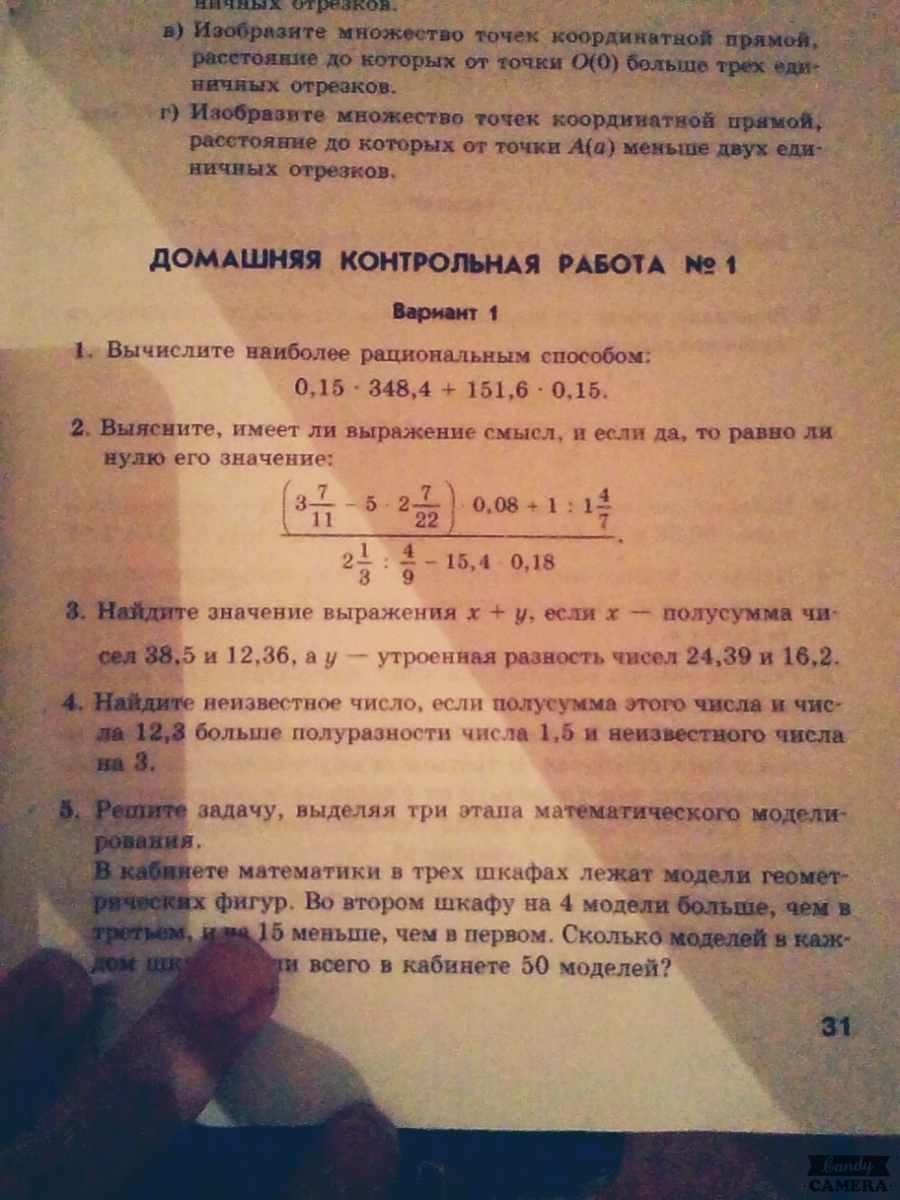 ничных отрезков.
в) Изобразите множество точек координатной прямой,
расстояние до которых от точки O(0) больше трех еди-
ничных отрезков.
г) Изобразите множество точек координатной прямой,
расстояние до которых от точки A(a) меньше двух еди-
ничных отрезков.
ДОМАШНЯЯ КОНТРОЛЬНАЯ РАБОТА № 1
Вариант 1
1. Вычислите наиболее рациональным способом:
0,15 · 348,4 + 151,6 · 0,15.
2. Выясните, имеет ли выражение смысл, и если да, то равно ли
нулю его значение:
(3 7/11 - 5 · 2 7/22) · 0,08 + 1 : 1 4/7
2 1/3 : 4/9 - 15,4 · 0,18.
3. Найдите значение выражения x + y, если x — полусумма чи-
сел 38,5 и 12,36, а y — утроенная разность чисел 24,39 и 16,2.
4. Найдите неизвестное число, если полусумма этого числа и чис-
ла 12,3 больше полуразности числа 1,5 и неизвестного числа
на 3.
5. Решите задачу, выделяя три этапа математического модели-
рования.
В кабинете математики в трех шкафах лежат модели геомет-
рических фигур. Во втором шкафу на 4 модели больше, чем в
третьем, и на 15 меньше, чем в первом. Сколько моделей в каж-
дом всего в кабинете 50 моделей?
31
Candy
CAMERA